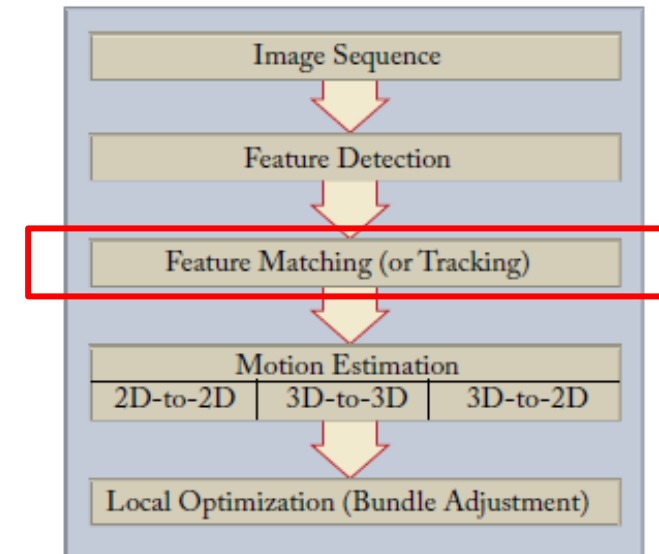 Image Sequence
Feature Detection
Feature Matching (or Tracking)
Motion Estimation
2D-to-2D 3D-to-3D 3D-to-2D
Local Optimization (Bundle Adjustment)